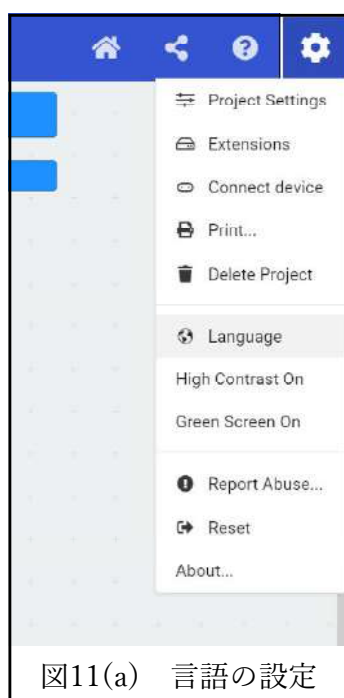 Project Settings
Extensions
Connect device
Print...
Delete Project
Language
High Contrast On
Green Screen On
Report Abuse...
Reset
About...
図11(a) 言語の設定